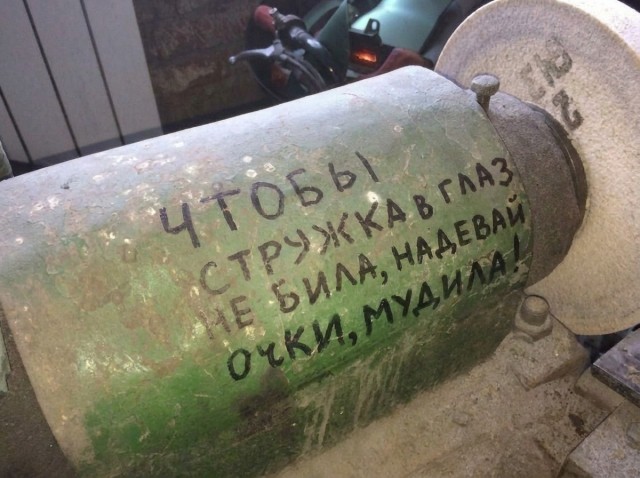 ЧТОБЫ
СТРУЖКА В ГЛАЗ
НЕ БИЛА, НАДЕВАЙ
ОЧКИ, МУДИЛА!